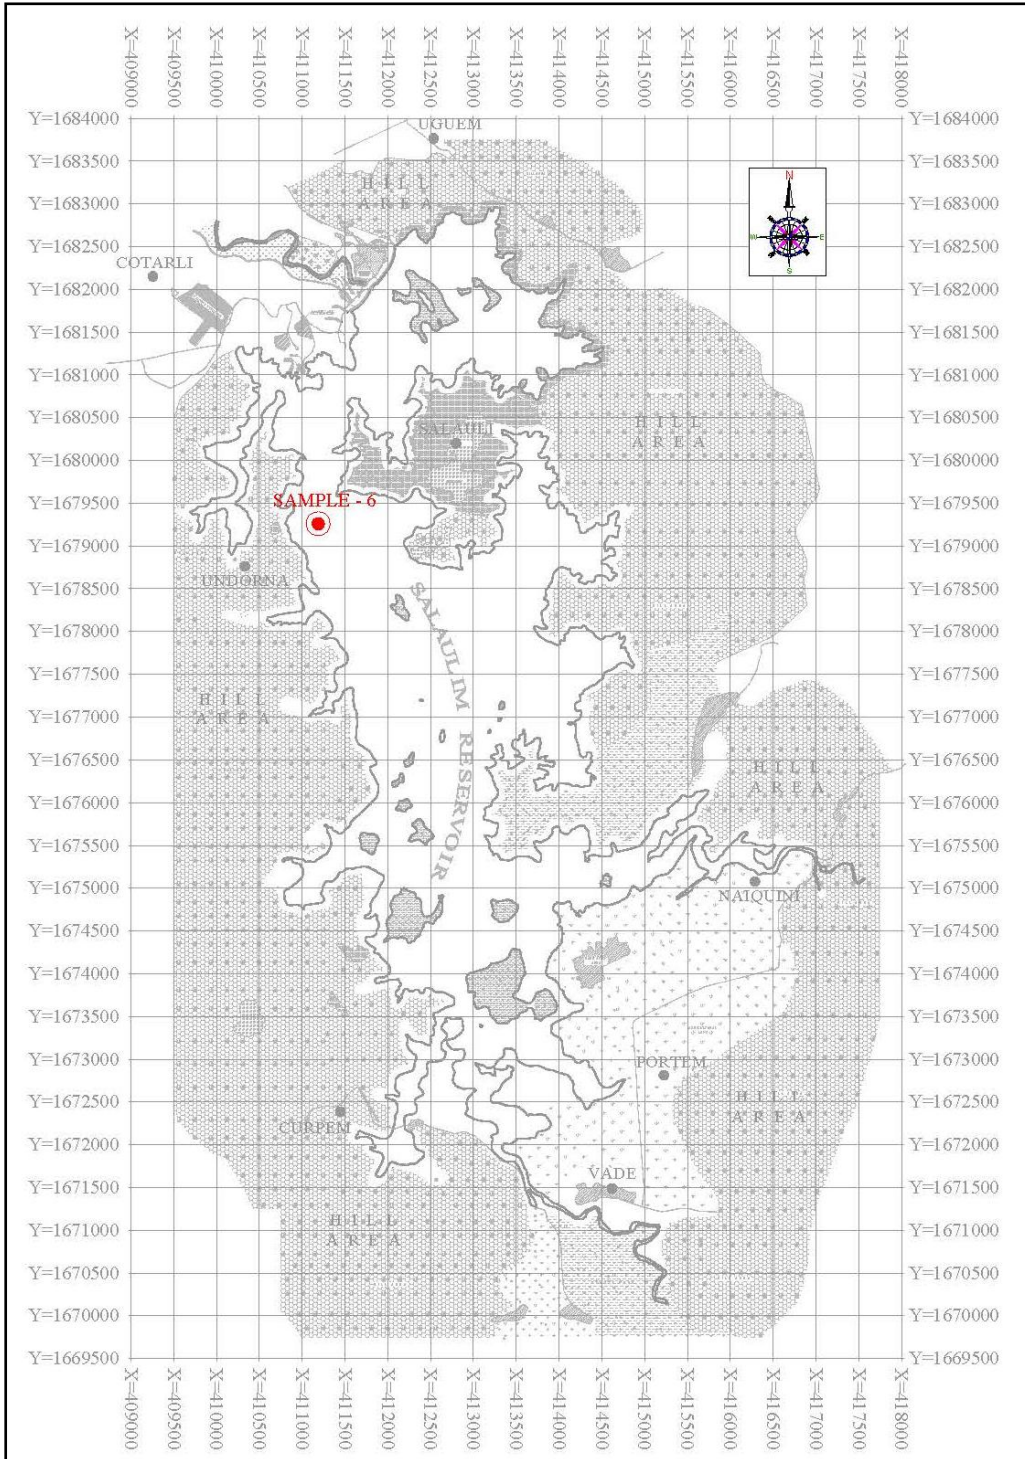 X=409000
X=409500
X=410000
X=410500
X=411000
X=411500
X=412000
X=412500
X=413000
X=413500
X=414000
X=414500
X=415000
X=415500
X=416000
X=416500
X=417000
X=417500
X=418000
Y=1684000 Y=1684000
UGUEM
Y=1683500 Y=1683500
HILL
AREA
N
Y=1683000 Y=1683000
W E
S
Y=1682500 Y=1682500
COTARLI
Y=1682000 Y=1682000
Y=1681500 Y=1681500
Y=1681000 Y=1681000
Y=1680500 Y=1680500
SALAULI
HILL
AREA
Y=1680000 Y=1680000
Y=1679500 Y=1679500
SAMPLE - 6
Y=1679000 Y=1679000
UNDORNA
Y=1678500 Y=1678500
SALAULIM
RESERVOIR
Y=1678000 Y=1678000
Y=1677500 Y=1677500
HILL
AREA
Y=1677000 Y=1677000
Y=1676500 Y=1676500
HILL
AREA
Y=1676000 Y=1676000
Y=1675500 Y=1675500
Y=1675000 Y=1675000
NAIQUINI
Y=1674500 Y=1674500
Y=1674000 Y=1674000
Y=1673500 Y=1673500
Y=1673000 Y=1673000
PORTEM
Y=1672500 Y=1672500
HILL
AREA
CURPEM
Y=1672000 Y=1672000
VADE
Y=1671500 Y=1671500
HILL
AREA
Y=1671000 Y=1671000
Y=1670500 Y=1670500
Y=1670000 Y=1670000
Y=1669500 Y=1669500
X=409000
X=409500
X=410000
X=410500
X=411000
X=411500
X=412000
X=412500
X=413000
X=413500
X=414000
X=414500
X=415000
X=415500
X=416000
X=416500
X=417000
X=417500
X=418000